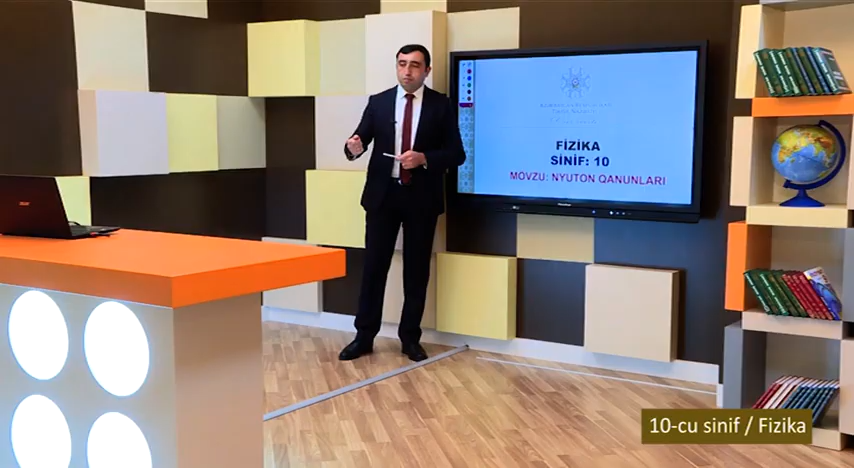 FİZİKA
SİNİF: 10
MÖVZU: NYUTON QANUNLARI
10-cu sinif / Fizika